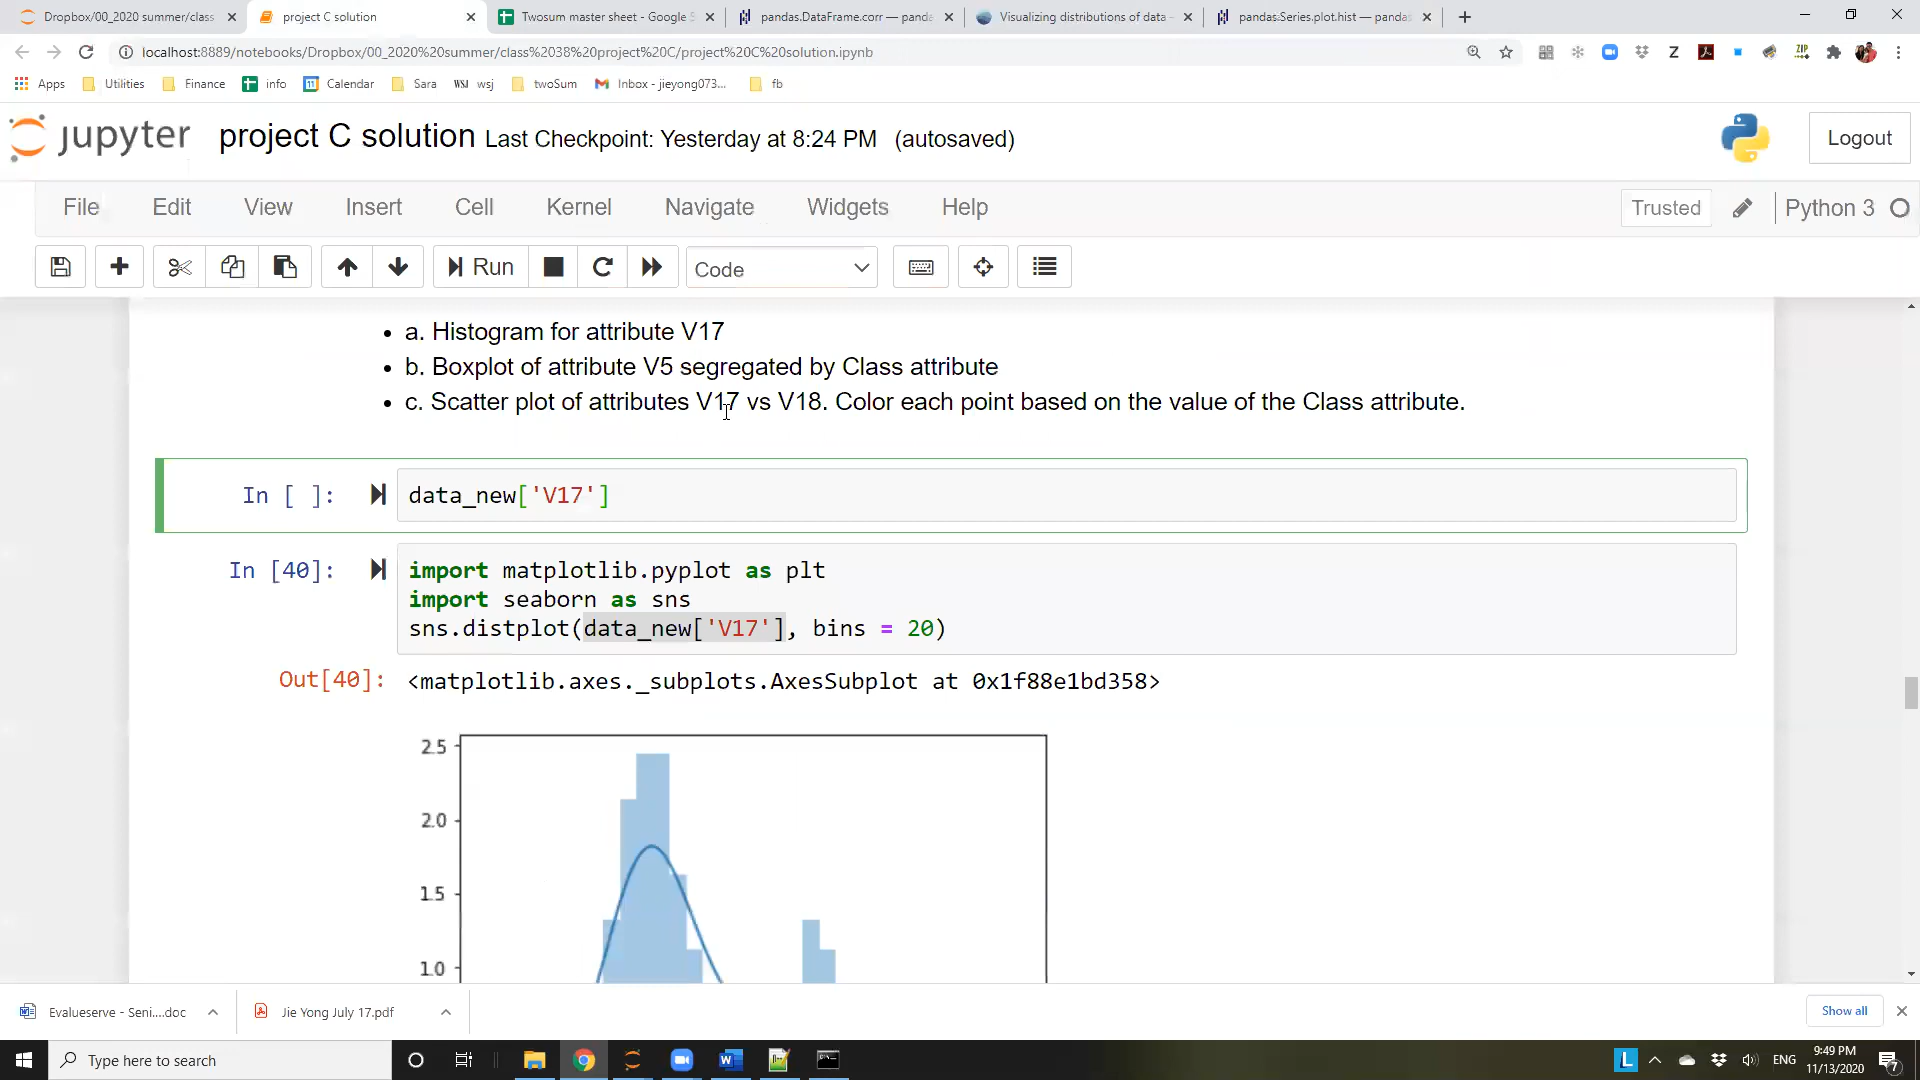 Dropbox/00_2020 summer/class
project C solution
Twosum master sheet - Google S
pandas.DataFrame.corr — panda
Visualizing distributions of data —
pandas.Series.plot.hist — pandas
localhost:8889/notebooks/Dropbox/00_2020%20summer/class%2038%20project%20C/project%20C%20solution.ipynb
Apps
Utilities
Finance
info
Calendar
Sara
WSJ wsj
twoSum
Inbox - jieyong073...
fb
jupyter
project C solution Last Checkpoint: Yesterday at 8:24 PM (autosaved)
Logout
File
Edit
View
Insert
Cell
Kernel
Navigate
Widgets
Help
Trusted
Python 3
Run
Code
a. Histogram for attribute V17
b. Boxplot of attribute V5 segregated by Class attribute
c. Scatter plot of attributes V17 vs V18. Color each point based on the value of the Class attribute.
In [ ]:
data_new['V17']
In [40]:
import matplotlib.pyplot as plt
import seaborn as sns
sns.distplot(data_new['V17'], bins = 20)
Out[40]:
<matplotlib.axes._subplots.AxesSubplot at 0x1f88e1bd358>
2.5
2.0
1.5
1.0
Evalueserve - Seni....doc
Jie Yong July 17.pdf
Show all
Type here to search
ENG
9:49 PM
11/13/2020